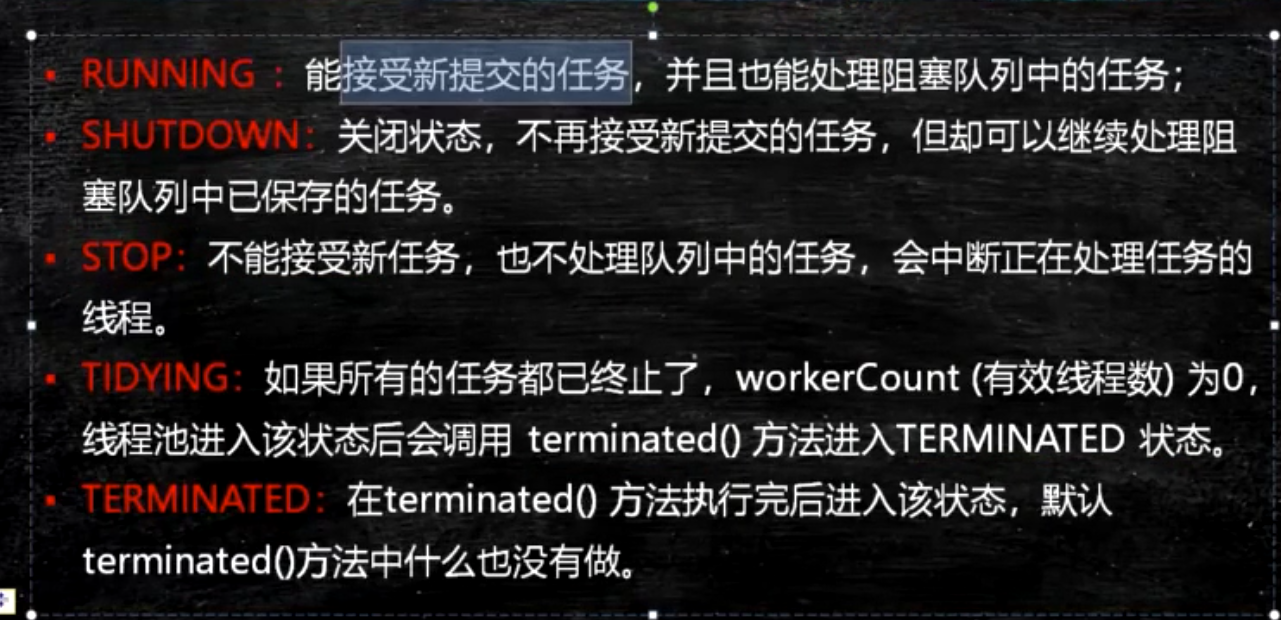 ▪ RUNNING ：能接受新提交的任务，并且也能处理阻塞队列中的任务；
▪ SHUTDOWN：关闭状态，不再接受新提交的任务，但却可以继续处理阻
塞队列中已保存的任务。
▪ STOP：不能接受新任务，也不处理队列中的任务，会中断正在处理任务的
线程。
▪ TIDYING：如果所有的任务都已终止了，workerCount (有效线程数) 为0，
线程池进入该状态后会调用 terminated() 方法进入TERMINATED 状态。
▪ TERMINATED：在terminated() 方法执行完后进入该状态，默认
terminated()方法中什么也没有做。